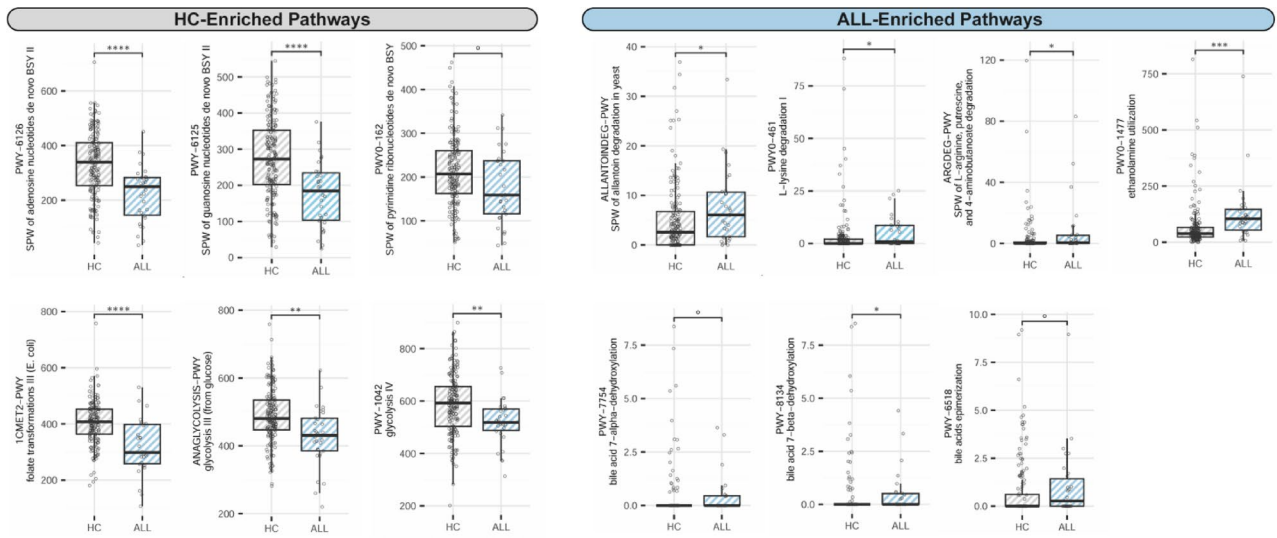 HC-Enriched Pathways
ALL-Enriched Pathways
PWY-6126
SPW of adenosine nucleotides de novo BSY II
600
400
200
****
HC
ALL
PWY-6125
SPW of guanosine nucleotides de novo BSY II
500
400
300
200
100
0
****
HC
ALL
PWY0-162
SPW of pyrimidine ribonucleotides de novo BSY
500
400
300
200
100
°
HC
ALL
ALLANTOINDEG-PWY
SPW of allantoin degradation in yeast
40
30
20
10
0
*
HC
ALL
PWY0-461
L-lysine degradation I
75
50
25
0
*
HC
ALL
ARGDEG-PWY
SPW of L-arginine, putrescine,
and 4-aminobutanoate degradation
120
80
40
0
*
HC
ALL
PWY0-1477
ethanolamine utilization
750
500
250
0
***
HC
ALL
1CMET2-PWY
folate transformations III (E. coli)
800
600
400
200
****
HC
ALL
ANAGLYCOLYSIS-PWY
glycolysis III (from glucose)
800
600
400
200
**
HC
ALL
PWY-1042
glycolysis IV
800
600
400
200
**
HC
ALL
PWY-7754
bile acid 7-alpha-dehydroxylation
7.5
5.0
2.5
0.0
°
HC
ALL
PWY-8134
bile acid 7-beta-dehydroxylation
7.5
5.0
2.5
0.0
*
HC
ALL
PWY-6518
bile acids epimerization
10.0
7.5
5.0
2.5
0.0
°
HC
ALL